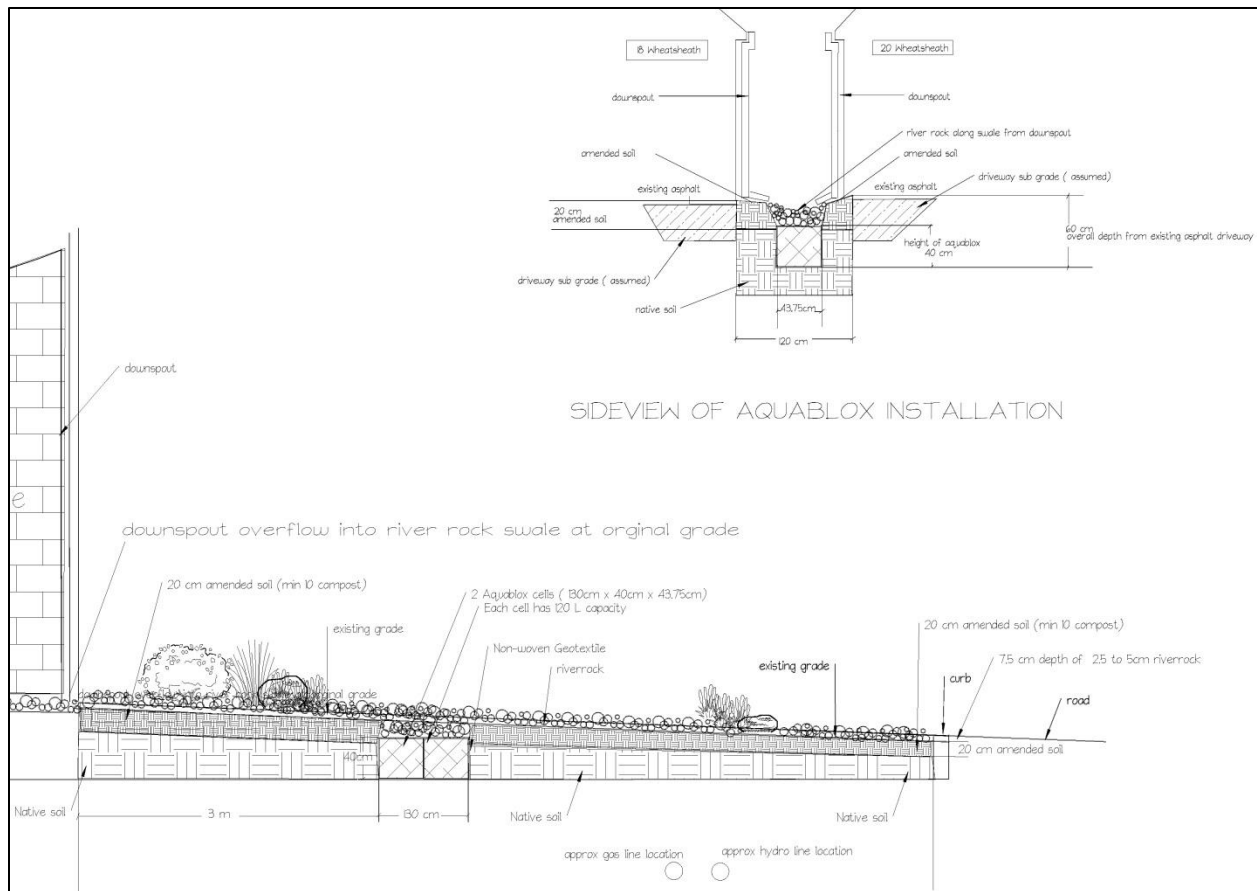 18 Wheatsheath
20 Wheatsheath
downspout
downspout
river rock along swale from downspout
amended soil
amended soil
driveway sub grade ( assumed)
existing asphalt
existing asphalt
20 cm
amended soil
60 cm
overall depth from existing asphalt driveway
height of aquablox
40 cm
driveway sub grade ( assumed)
native soil
43.75cm
120 cm
SIDEVIEW OF AQUABLOX INSTALLATION
downspout
e
downspout overflow into river rock swale at orginal grade
20 cm amended soil (min 10 compost)
2 Aquablox cells ( 130cm x 40cm x 43.75cm)
Each cell has 120 L capacity
existing grade
Non-woven Geotextile
riverrock
20 cm amended soil (min 10 compost)
7.5 cm depth of 2.5 to 5cm riverrock
existing grade
curb
road
orginal grade
20 cm amended soil
40cm
Native soil
3 m
130 cm
Native soil
Native soil
approx gas line location
approx hydro line location